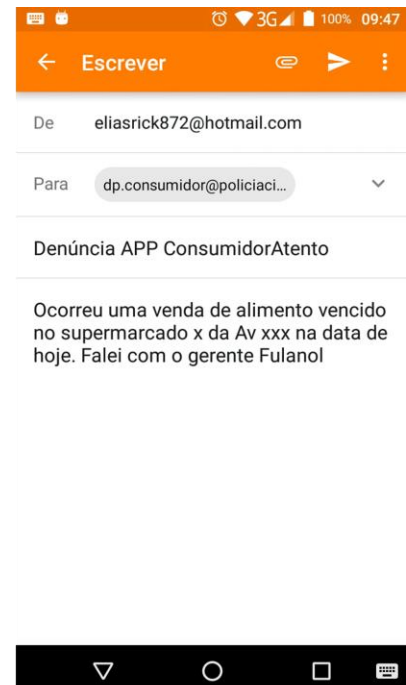 3G 100% 09:47
Escrever
De eliasrick872@hotmail.com
Para dp.consumidor@policiaci...
Denúncia APP ConsumidorAtento
Ocorreu uma venda de alimento vencido
no supermarcado x da Av xxx na data de
hoje. Falei com o gerente Fulanol